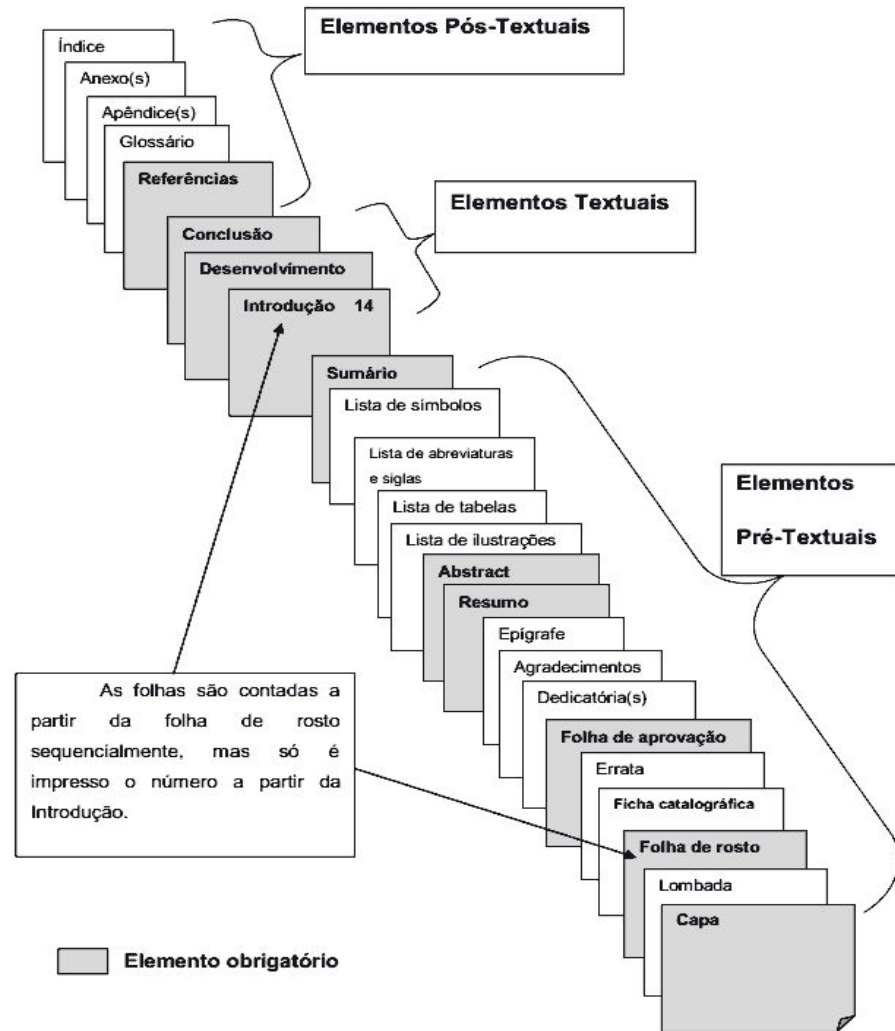 Elementos Pós-Textuais
Índice
Anexo(s)
Apêndice(s)
Glossário
Referências
Elementos Textuais
Conclusão
Desenvolvimento
Introdução 14
Sumário
Lista de símbolos
Lista de abreviaturas
e siglas
Lista de tabelas
Lista de ilustrações
Abstract
Resumo
Epígrafe
Agradecimentos
Dedicatória(s)
Folha de aprovação
Errata
Ficha catalográfica
Folha de rosto
Lombada
Capa
Elementos
Pré-Textuais
As folhas são contadas a
partir da folha de rosto
sequencialmente, mas só é
impresso o número a partir da
Introdução.
Elemento obrigatório